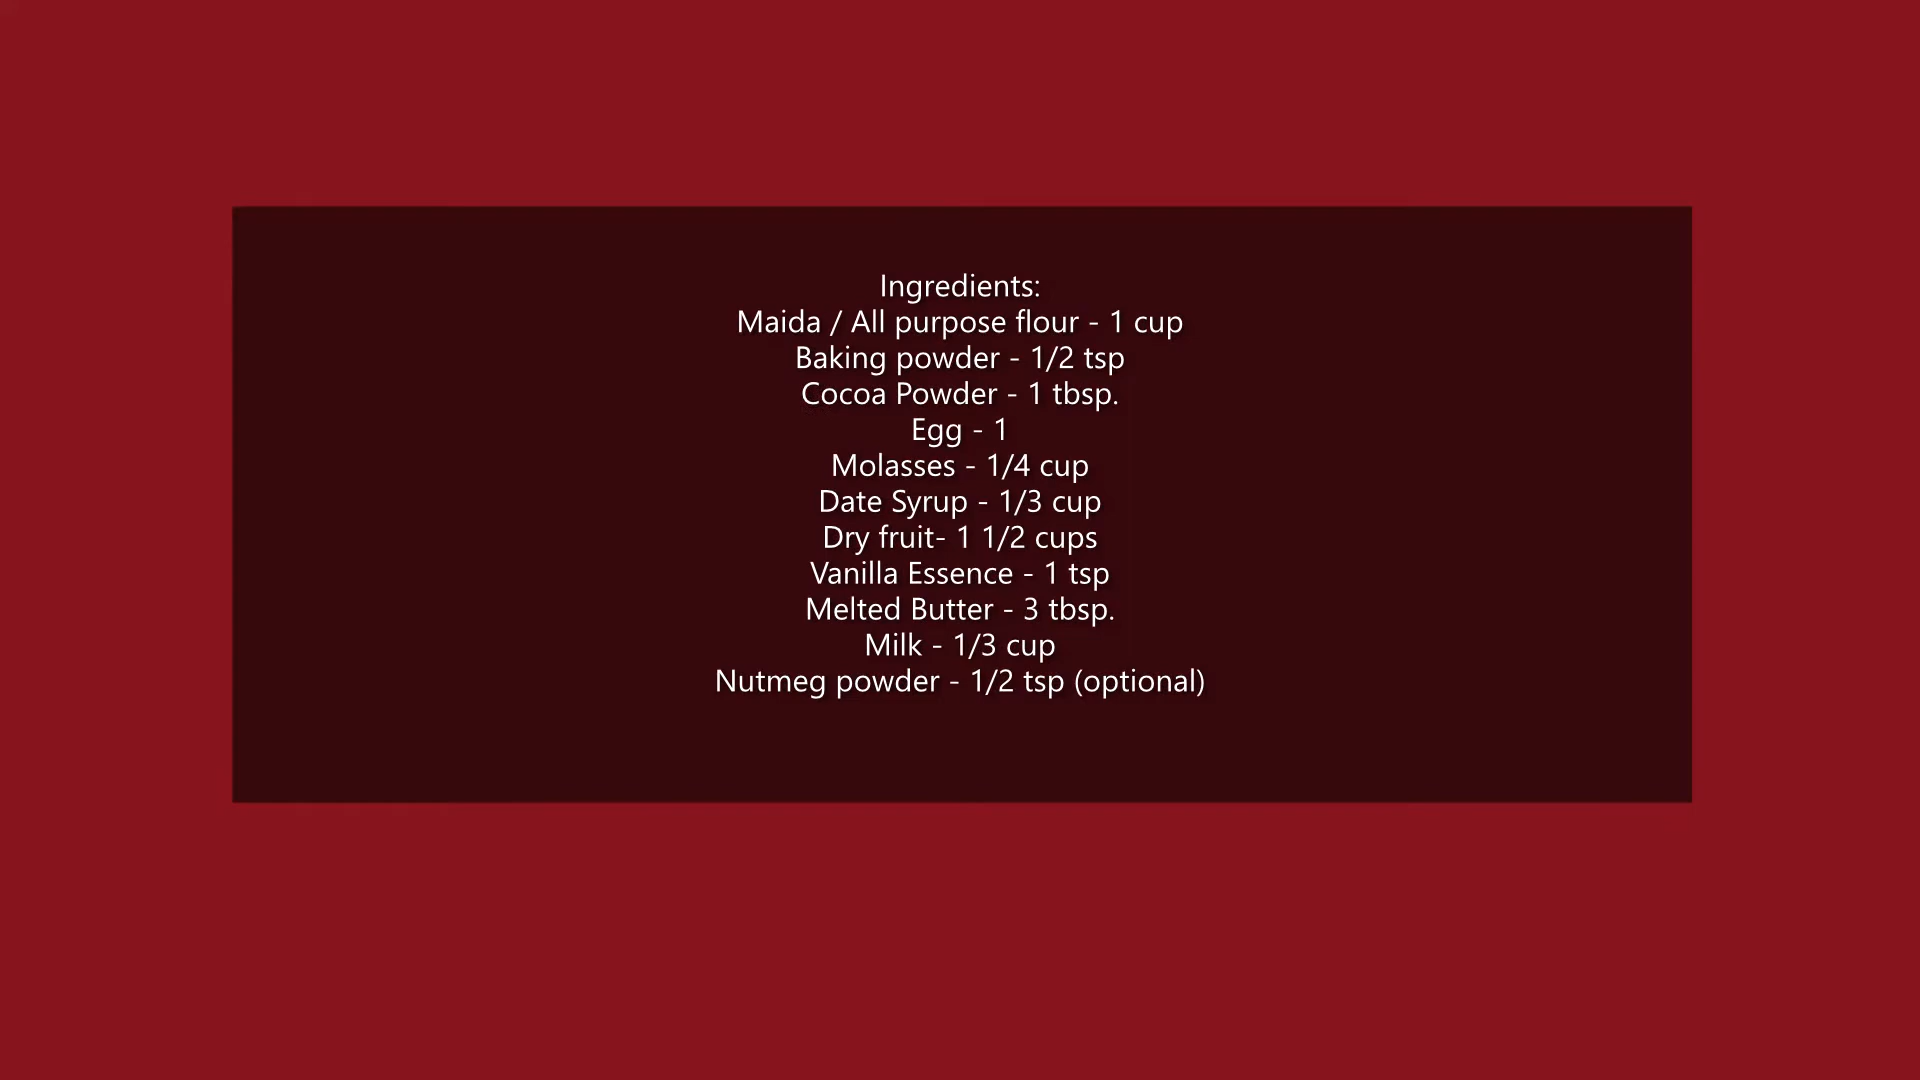 Ingredients:
Maida / All purpose flour - 1 cup
Baking powder - 1/2 tsp
Cocoa Powder - 1 tbsp.
Egg - 1
Molasses - 1/4 cup
Date Syrup - 1/3 cup
Dry fruit- 1 1/2 cups
Vanilla Essence - 1 tsp
Melted Butter - 3 tbsp.
Milk - 1/3 cup
Nutmeg powder - 1/2 tsp (optional)